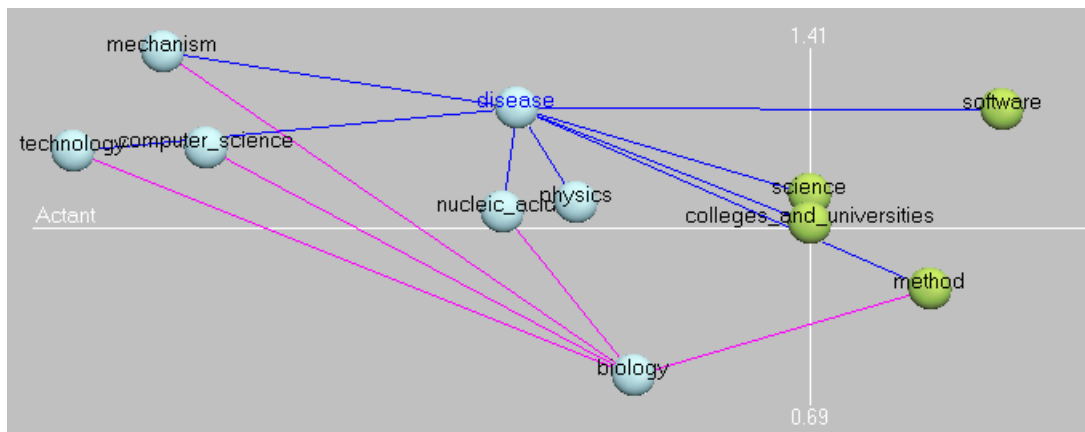 1.41
mechanism
disease
software
technology
computer_science
science
nucleic_acid
physics
Actant
colleges_and_universities
method
biology
0.69